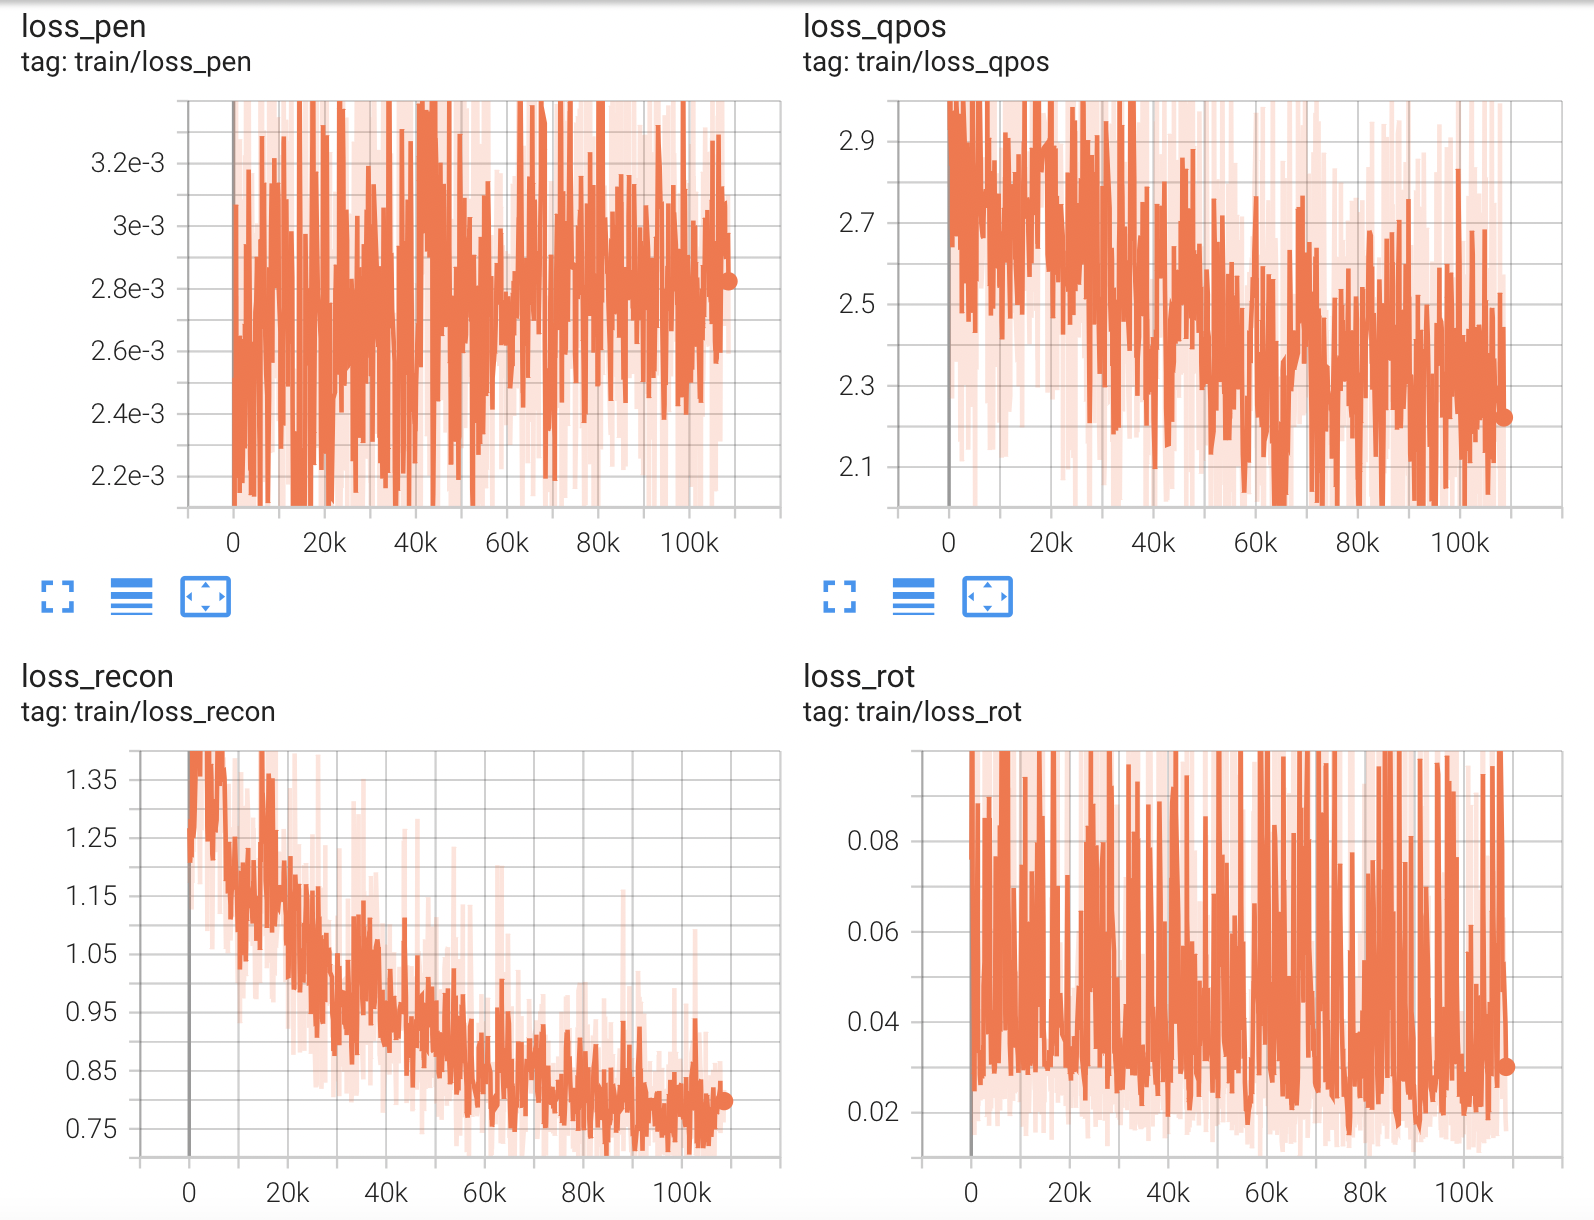 loss_pen
tag: train/loss_pen
3.2e-3
3e-3
2.8e-3
2.6e-3
2.4e-3
2.2e-3
0 20k 40k 60k 80k 100k
loss_qpos
tag: train/loss_qpos
2.9
2.7
2.5
2.3
2.1
0 20k 40k 60k 80k 100k
loss_recon
tag: train/loss_recon
1.35
1.25
1.15
1.05
0.95
0.85
0.75
0 20k 40k 60k 80k 100k
loss_rot
tag: train/loss_rot
0.08
0.06
0.04
0.02
0 20k 40k 60k 80k 100k